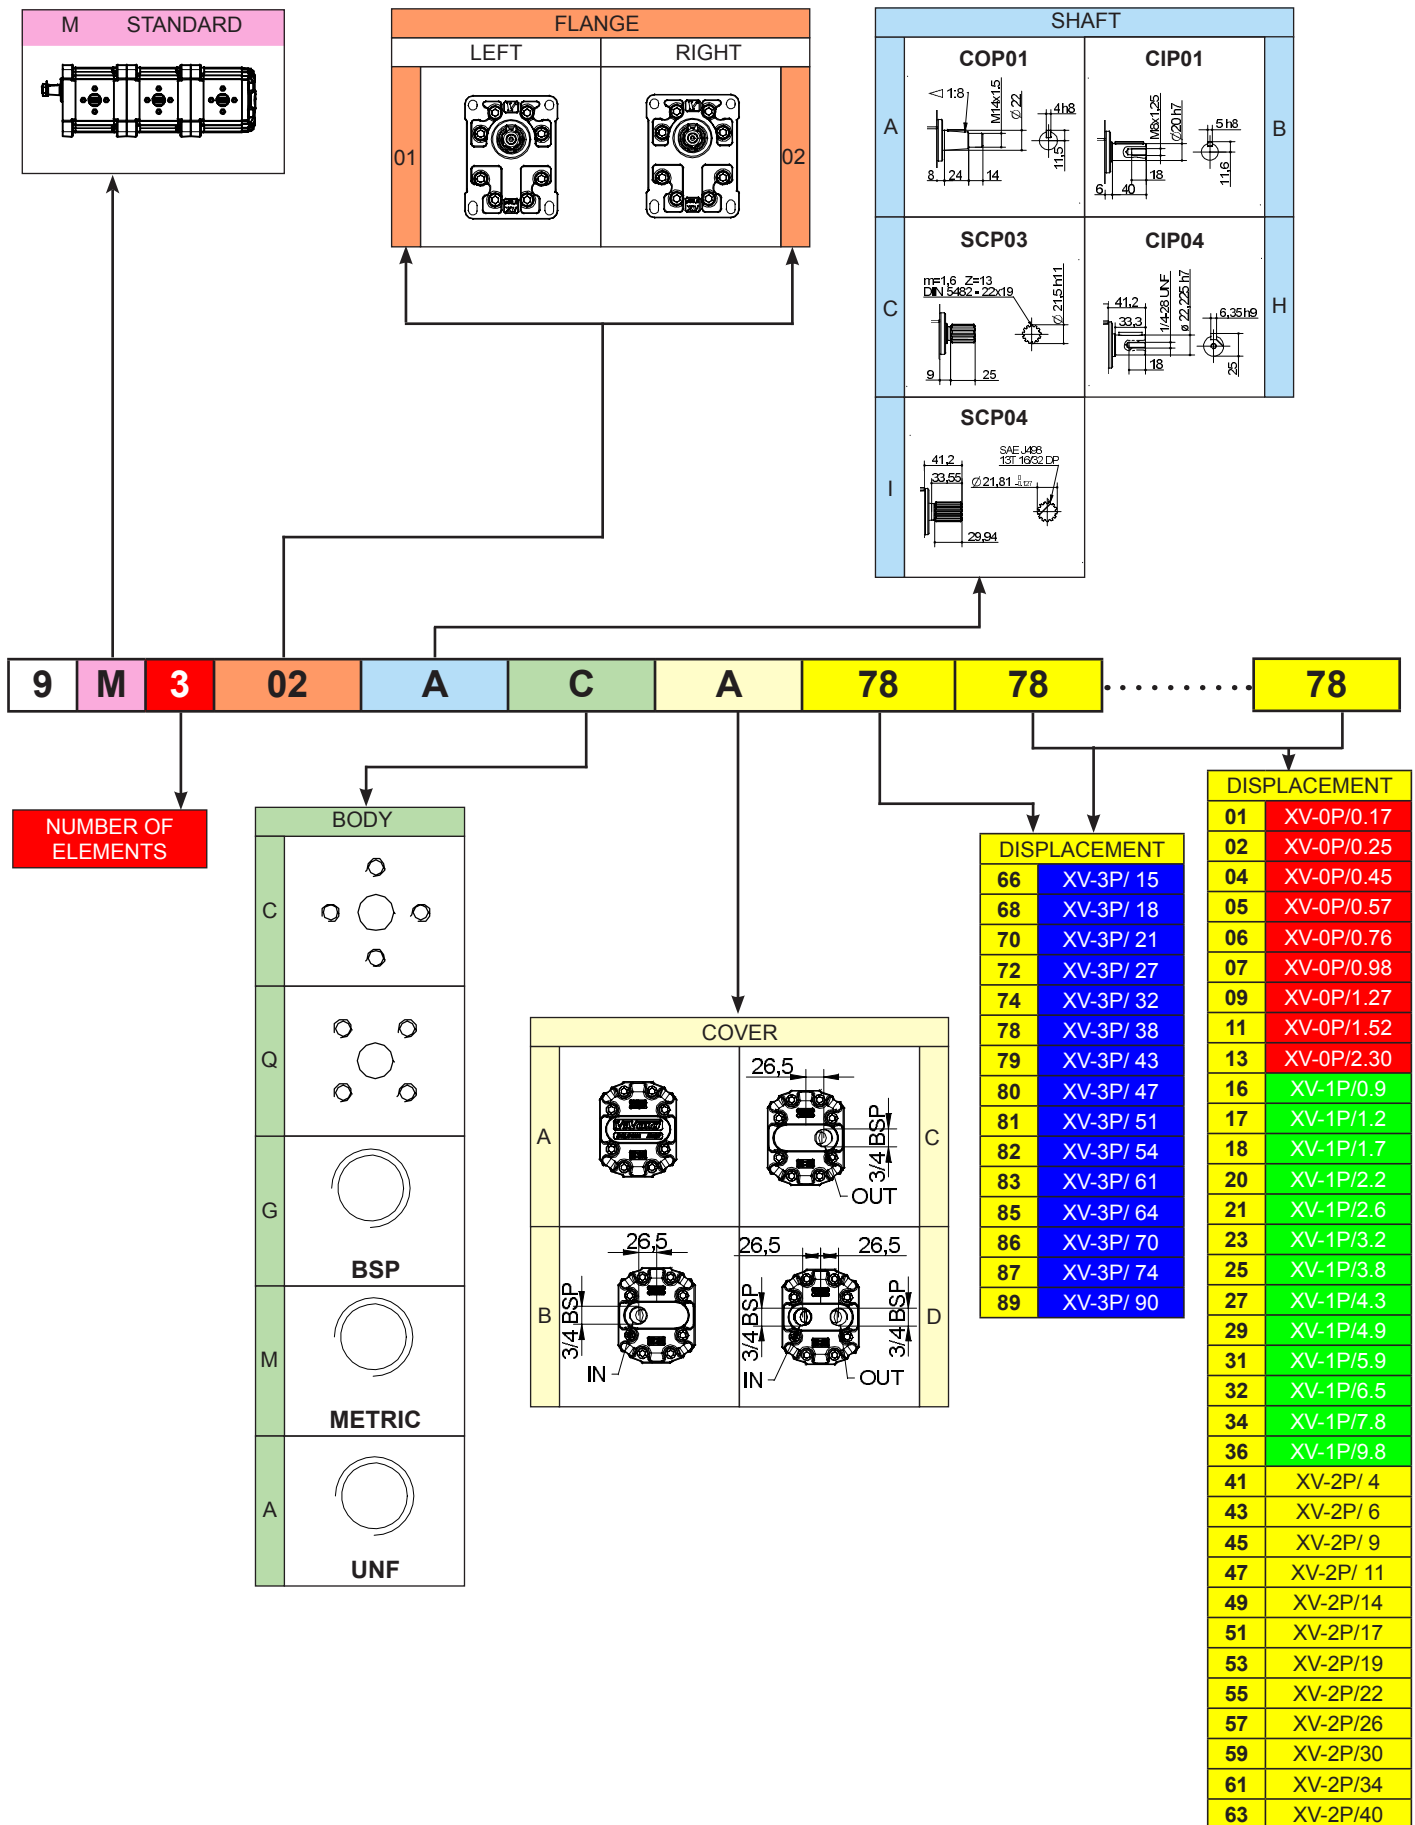 M STANDARD
FLANGE
LEFT RIGHT
01 02
SHAFT
A COP01
1:8
M14x1.5
Ø 22
4 h8
11,5
8 24 14
CIP01 B
M8x1,25
Ø20 h7
5 h8
11,6
18
6 40
C SCP03
m=1,6 Z=13
DIN 5482 - 22x19
Ø 21,5 h11
9 25
CIP04 H
41,2
33,3
1/4-28 UNF
ø 22,225 h7
6,35 h9
18
25
I SCP04
41,2
33,55
SAE J498
13T 16/32 DP
Ø 21,81
29,94
9 M 3 02 A C A 78 78 ............ 78
NUMBER OF
ELEMENTS
BODY
C
Q
G
BSP
M
METRIC
A
UNF
COVER
A
26,5
3/4 BSP
OUT
C
B
26,5
3/4 BSP
IN
26,5 26,5
3/4 BSP
3/4 BSP
IN OUT
D
DISPLACEMENT
66 XV-3P/ 15
68 XV-3P/ 18
70 XV-3P/ 21
72 XV-3P/ 27
74 XV-3P/ 32
78 XV-3P/ 38
79 XV-3P/ 43
80 XV-3P/ 47
81 XV-3P/ 51
82 XV-3P/ 54
83 XV-3P/ 61
85 XV-3P/ 64
86 XV-3P/ 70
87 XV-3P/ 74
89 XV-3P/ 90
DISPLACEMENT
01 XV-0P/0.17
02 XV-0P/0.25
04 XV-0P/0.45
05 XV-0P/0.57
06 XV-0P/0.76
07 XV-0P/0.98
09 XV-0P/1.27
11 XV-0P/1.52
13 XV-0P/2.30
16 XV-1P/0.9
17 XV-1P/1.2
18 XV-1P/1.7
20 XV-1P/2.2
21 XV-1P/2.6
23 XV-1P/3.2
25 XV-1P/3.8
27 XV-1P/4.3
29 XV-1P/4.9
31 XV-1P/5.9
32 XV-1P/6.5
34 XV-1P/7.8
36 XV-1P/9.8
41 XV-2P/ 4
43 XV-2P/ 6
45 XV-2P/ 9
47 XV-2P/ 11
49 XV-2P/14
51 XV-2P/17
53 XV-2P/19
55 XV-2P/22
57 XV-2P/26
59 XV-2P/30
61 XV-2P/34
63 XV-2P/40